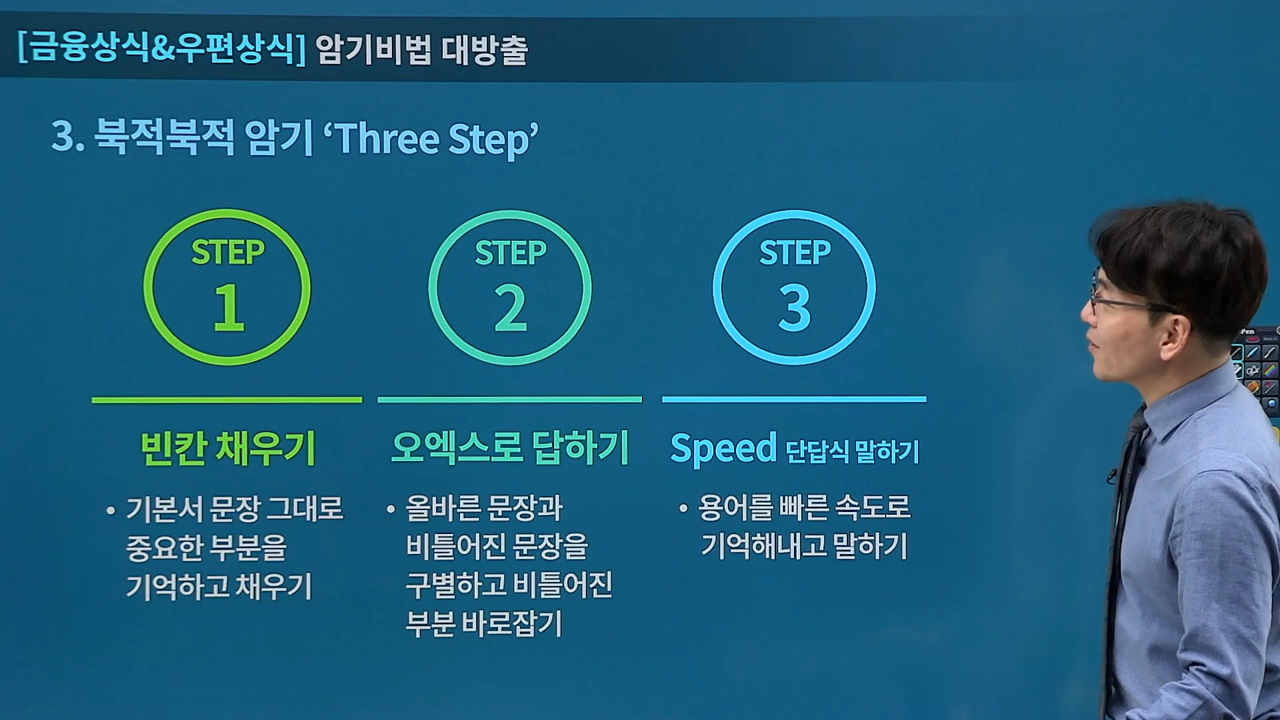 [금융상식&우편상식] 암기비법 대방출
3. 북적북적 암기 ‘Three Step’
STEP
1
STEP
2
STEP
3
빈칸 채우기
오엑스로 답하기
Speed 단답식 말하기
• 기본서 문장 그대로
중요한 부분을
기억하고 채우기
• 올바른 문장과
비틀어진 문장을
구별하고 비틀어진
부분 바로잡기
• 용어를 빠른 속도로
기억해내고 말하기